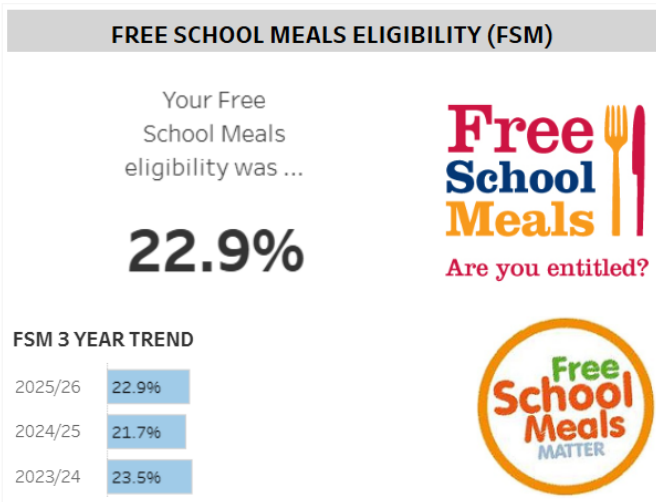 FREE SCHOOL MEALS ELIGIBILITY (FSM)
Your Free
School Meals
eligibility was ...
22.9%
Free
School
Meals
Are you entitled?
FSM 3 YEAR TREND
2025/26 22.9%
2024/25 21.7%
2023/24 23.5%
Free
School
Meals
MATTER